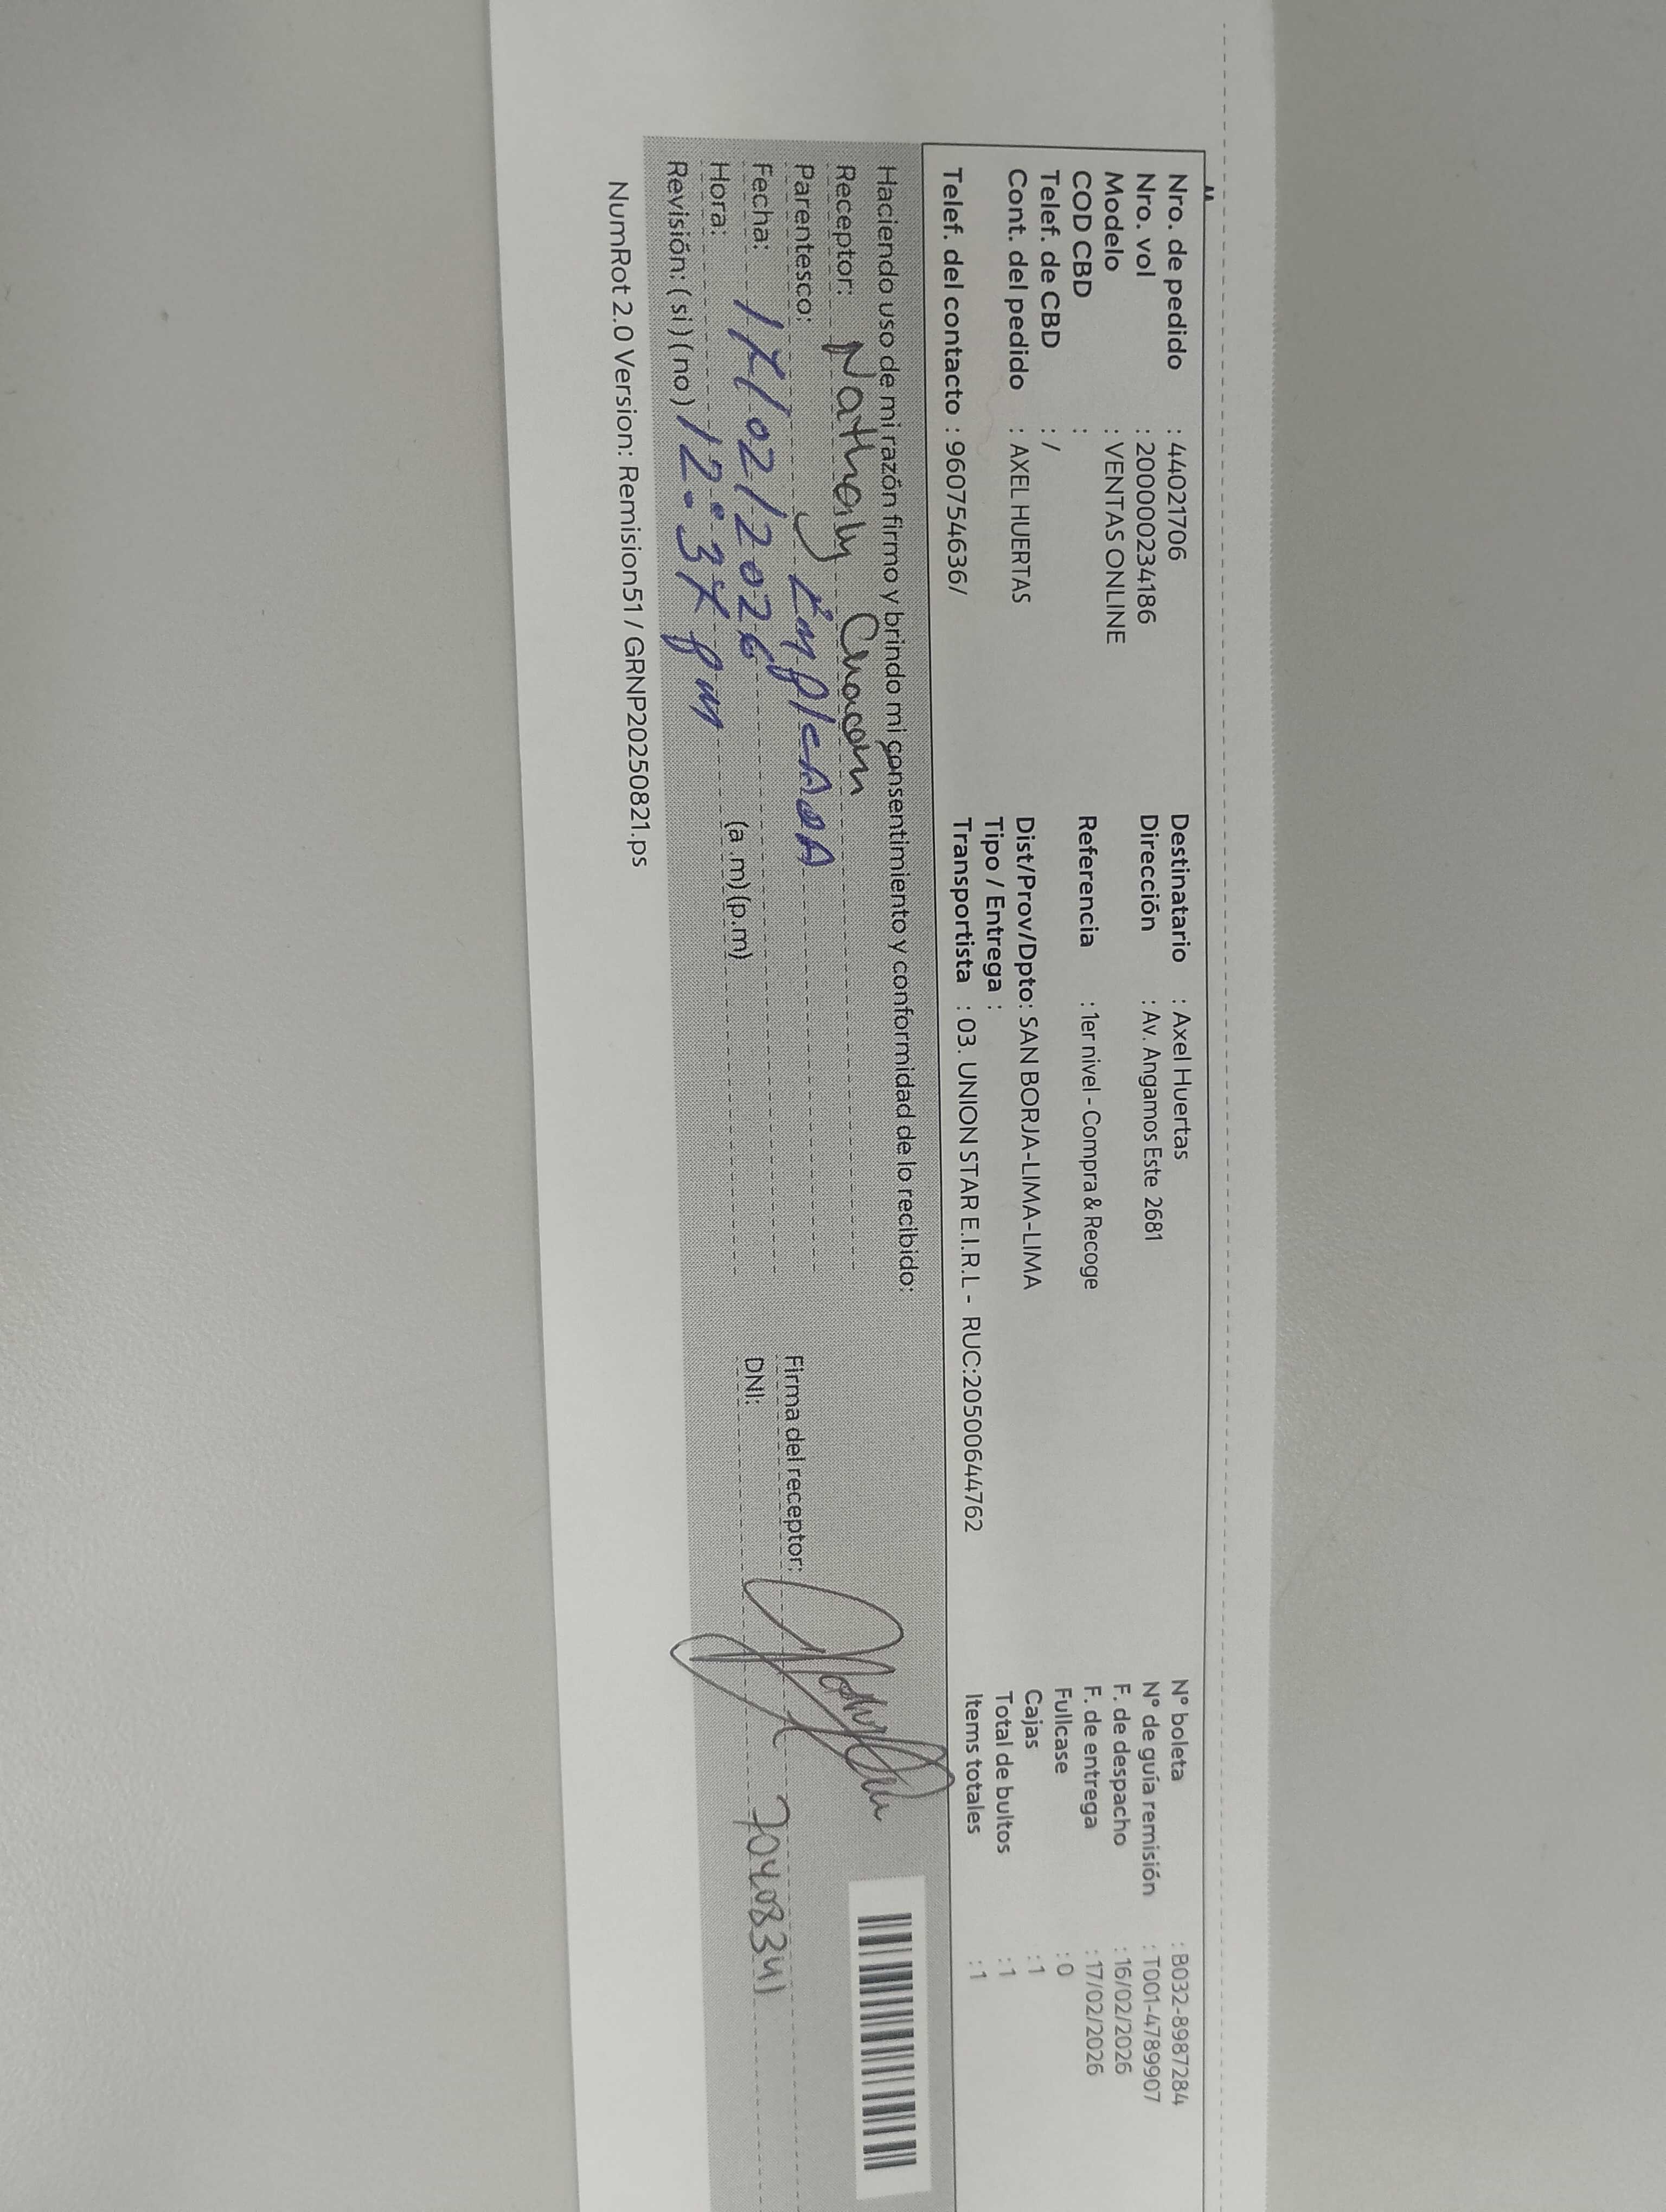 Nro. de pedido : 44021706
Nro. vol : 2000000234186
Modelo : VENTAS ONLINE
COD CBD :
Telef. de CBD : /
Cont. del pedido : AXEL HUERTAS
Telef. del contacto : 960754636/
Destinatario : Axel Huertas
Dirección : Av. Angamos Este 2681
Referencia : 1er nivel - Compra & Recoge
Dist/Prov/Dpto: SAN BORJA-LIMA-LIMA
Tipo / Entrega :
Transportista : 03. UNION STAR E.I.R.L - RUC:20500644762
N° boleta : B032-8987284
N° de guía remisión : T001-4789907
F. de despacho : 16/02/2026
F. de entrega : 17/02/2026
Fullcase : 0
Cajas : 1
Total de bultos : 1
Items totales : 1
Haciendo uso de mi razón firmo y brindo mi consentimiento y conformidad de lo recibido:
Receptor: Nathaly
Parentesco: EmplEADA
Fecha: 17/02/2026
Hora: 12:37 pm (a .m)(p.m)
Revisión: ( si ) ( no )
Firma del receptor:
DNI: 70408341
NumRot 2.0 Version: Remision51 / GRNP20250821.ps